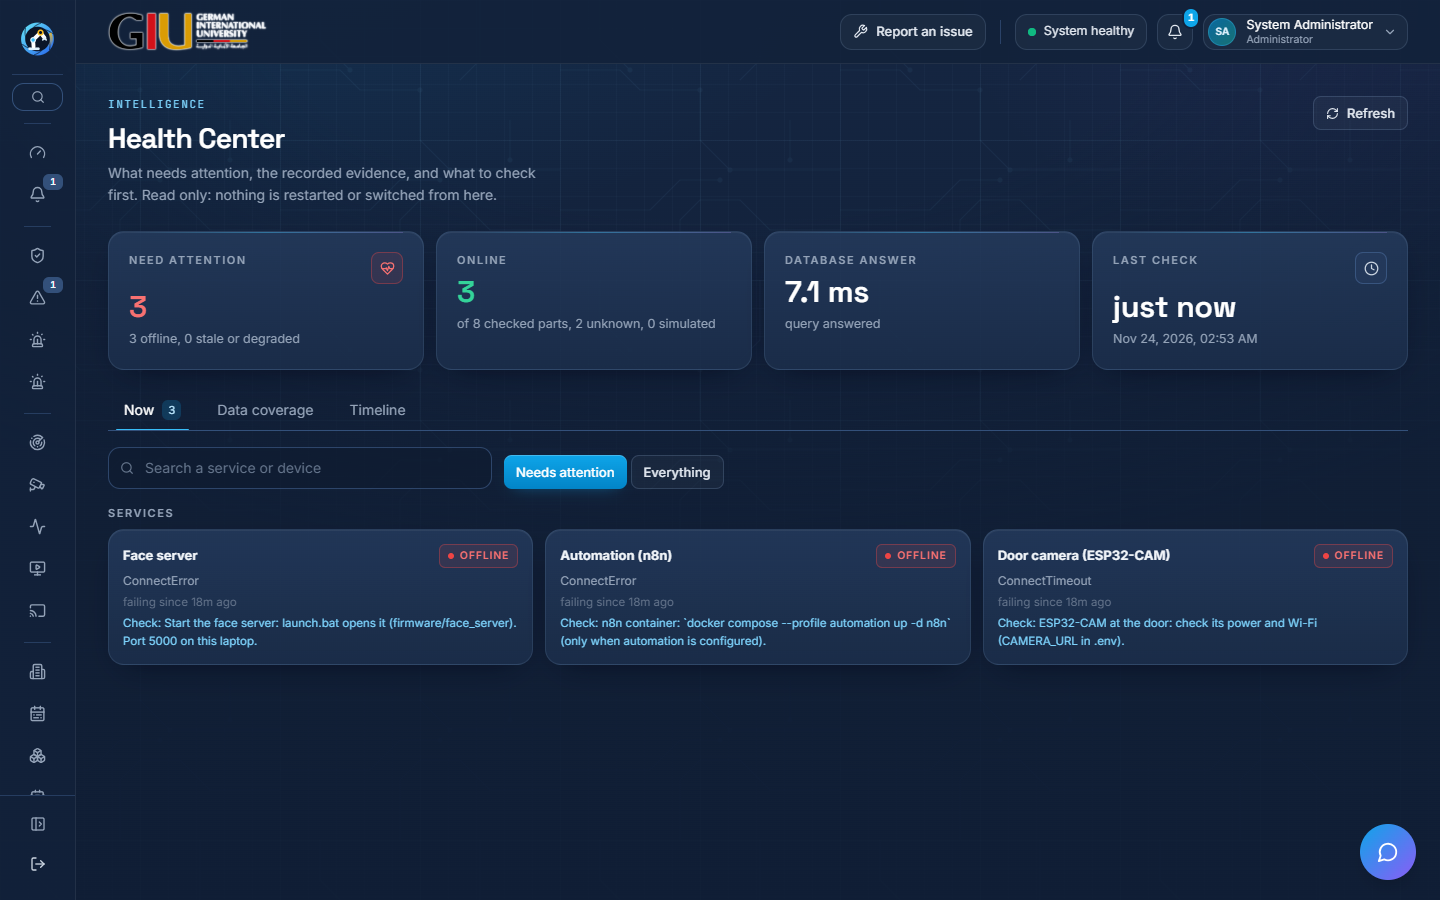 GIU
GERMAN
INTERNATIONAL
UNIVERSITY
Report an issue
System healthy
1
SA
System Administrator
Administrator
1
1
INTELLIGENCE
Health Center
What needs attention, the recorded evidence, and what to check
first. Read only: nothing is restarted or switched from here.
Refresh
NEED ATTENTION
3
3 offline, 0 stale or degraded
ONLINE
3
of 8 checked parts, 2 unknown, 0 simulated
DATABASE ANSWER
7.1 ms
query answered
LAST CHECK
just now
Nov 24, 2026, 02:53 AM
Now 3
Data coverage
Timeline
Search a service or device
Needs attention
Everything
SERVICES
Face server
OFFLINE
ConnectError
failing since 18m ago
Check: Start the face server: launch.bat opens it (firmware/face_server).
Port 5000 on this laptop.
Automation (n8n)
OFFLINE
ConnectError
failing since 18m ago
Check: n8n container: `docker compose --profile automation up -d n8n`
(only when automation is configured).
Door camera (ESP32-CAM)
OFFLINE
ConnectTimeout
failing since 18m ago
Check: ESP32-CAM at the door: check its power and Wi-Fi
(CAMERA_URL in .env).